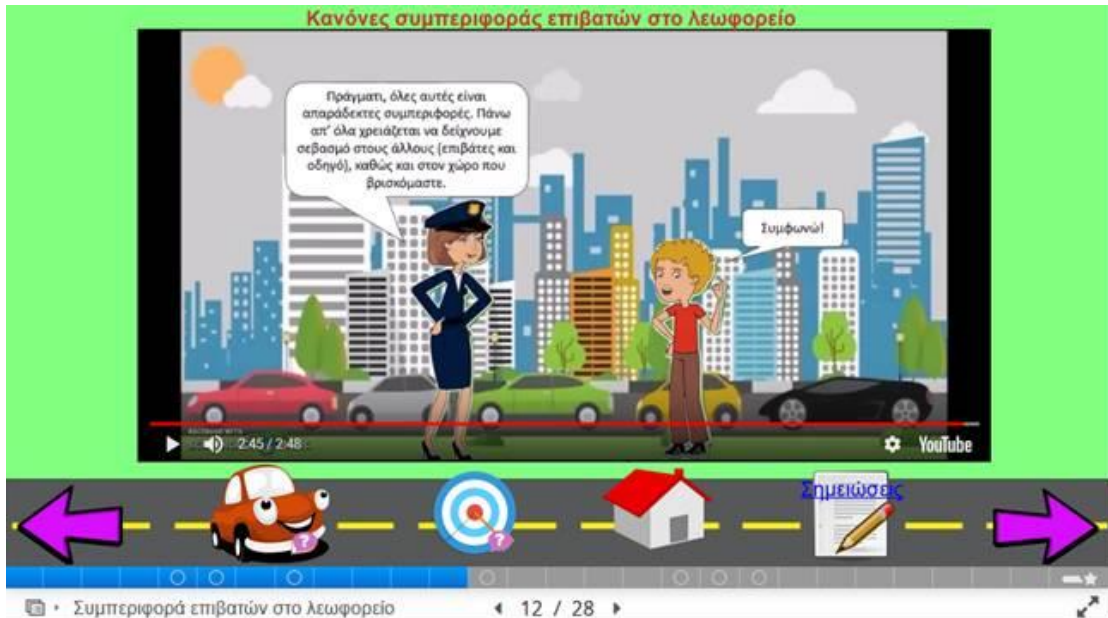 Κανόνες συμπεριφοράς επιβατών στο λεωφορείο
Πράγματι, όλες αυτές είναι
απαράδεκτες συμπεριφορές. Πάνω
απ' όλα χρειάζεται να δείχνουμε
σεβασμό στους άλλους (επιβάτες και
οδηγό), καθώς και στον χώρο που
βρισκόμαστε.
Συμφωνώ!
2:45 / 2:48
YouTube
Σημειώσεις
?
?
Συμπεριφορά επιβατών στο λεωφορείο
12 / 28